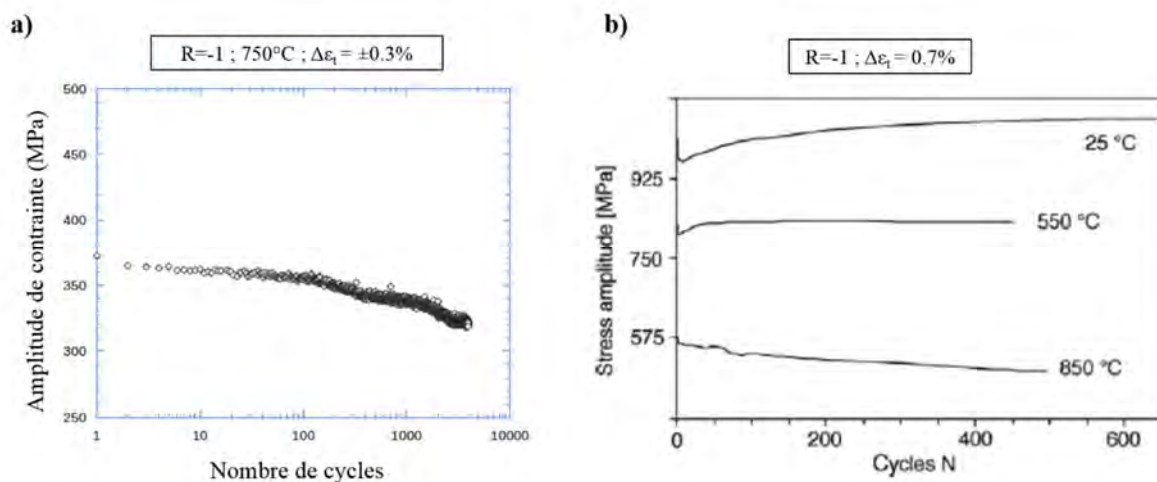 a)
R=-1 ; 750°C ; Δεt = ±0.3%
Amplitude de contrainte (MPa)
500
450
400
350
300
250
1 10 100 1000 10000
Nombre de cycles
b)
R=-1 ; Δεt = 0.7%
Stress amplitude [MPa]
925
750
575
25 °C
550 °C
850 °C
0 200 400 600
Cycles N